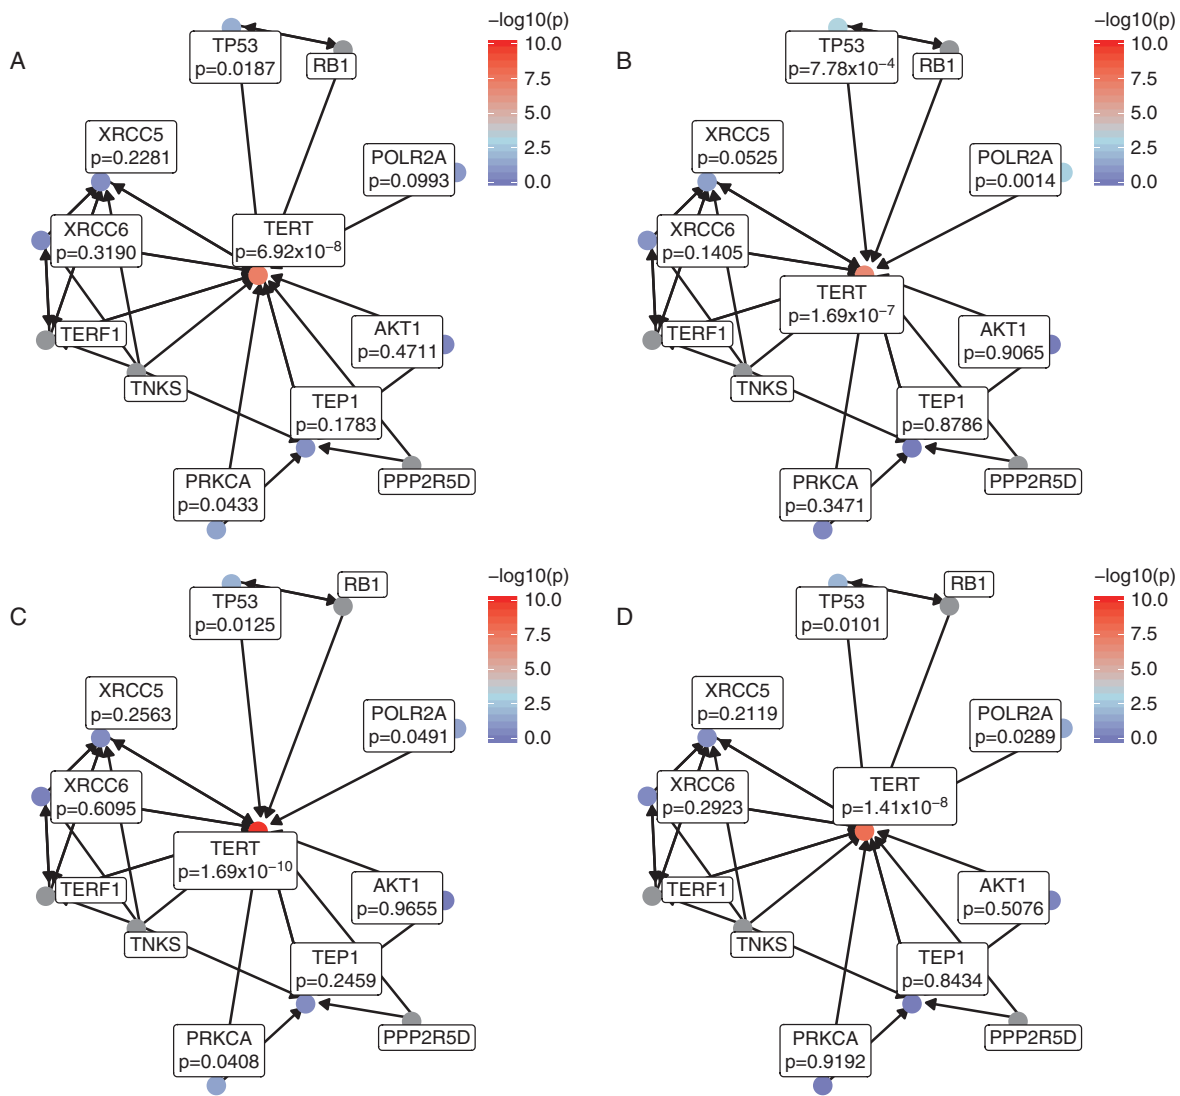 A
TP53
p=0.0187
RB1
XRCC5
p=0.2281
POLR2A
p=0.0993
XRCC6
p=0.3190
TERT
p=6.92x10⁻⁸
TERF1
AKT1
p=0.4711
TNKS
TEP1
p=0.1783
PRKCA
p=0.0433
PPP2R5D
−log10(p)
10.0
7.5
5.0
2.5
0.0
B
TP53
p=7.78x10⁻⁴
RB1
XRCC5
p=0.0525
POLR2A
p=0.0014
XRCC6
p=0.1405
TERT
p=1.69x10⁻⁷
TERF1
AKT1
p=0.9065
TNKS
TEP1
p=0.8786
PRKCA
p=0.3471
PPP2R5D
−log10(p)
10.0
7.5
5.0
2.5
0.0
C
TP53
p=0.0125
RB1
XRCC5
p=0.2563
POLR2A
p=0.0491
XRCC6
p=0.6095
TERT
p=1.69x10⁻¹⁰
TERF1
AKT1
p=0.9655
TNKS
TEP1
p=0.2459
PRKCA
p=0.0408
PPP2R5D
−log10(p)
10.0
7.5
5.0
2.5
0.0
D
TP53
p=0.0101
RB1
XRCC5
p=0.2119
POLR2A
p=0.0289
XRCC6
p=0.2923
TERT
p=1.41x10⁻⁸
TERF1
AKT1
p=0.5076
TNKS
TEP1
p=0.8434
PRKCA
p=0.9192
PPP2R5D
−log10(p)
10.0
7.5
5.0
2.5
0.0